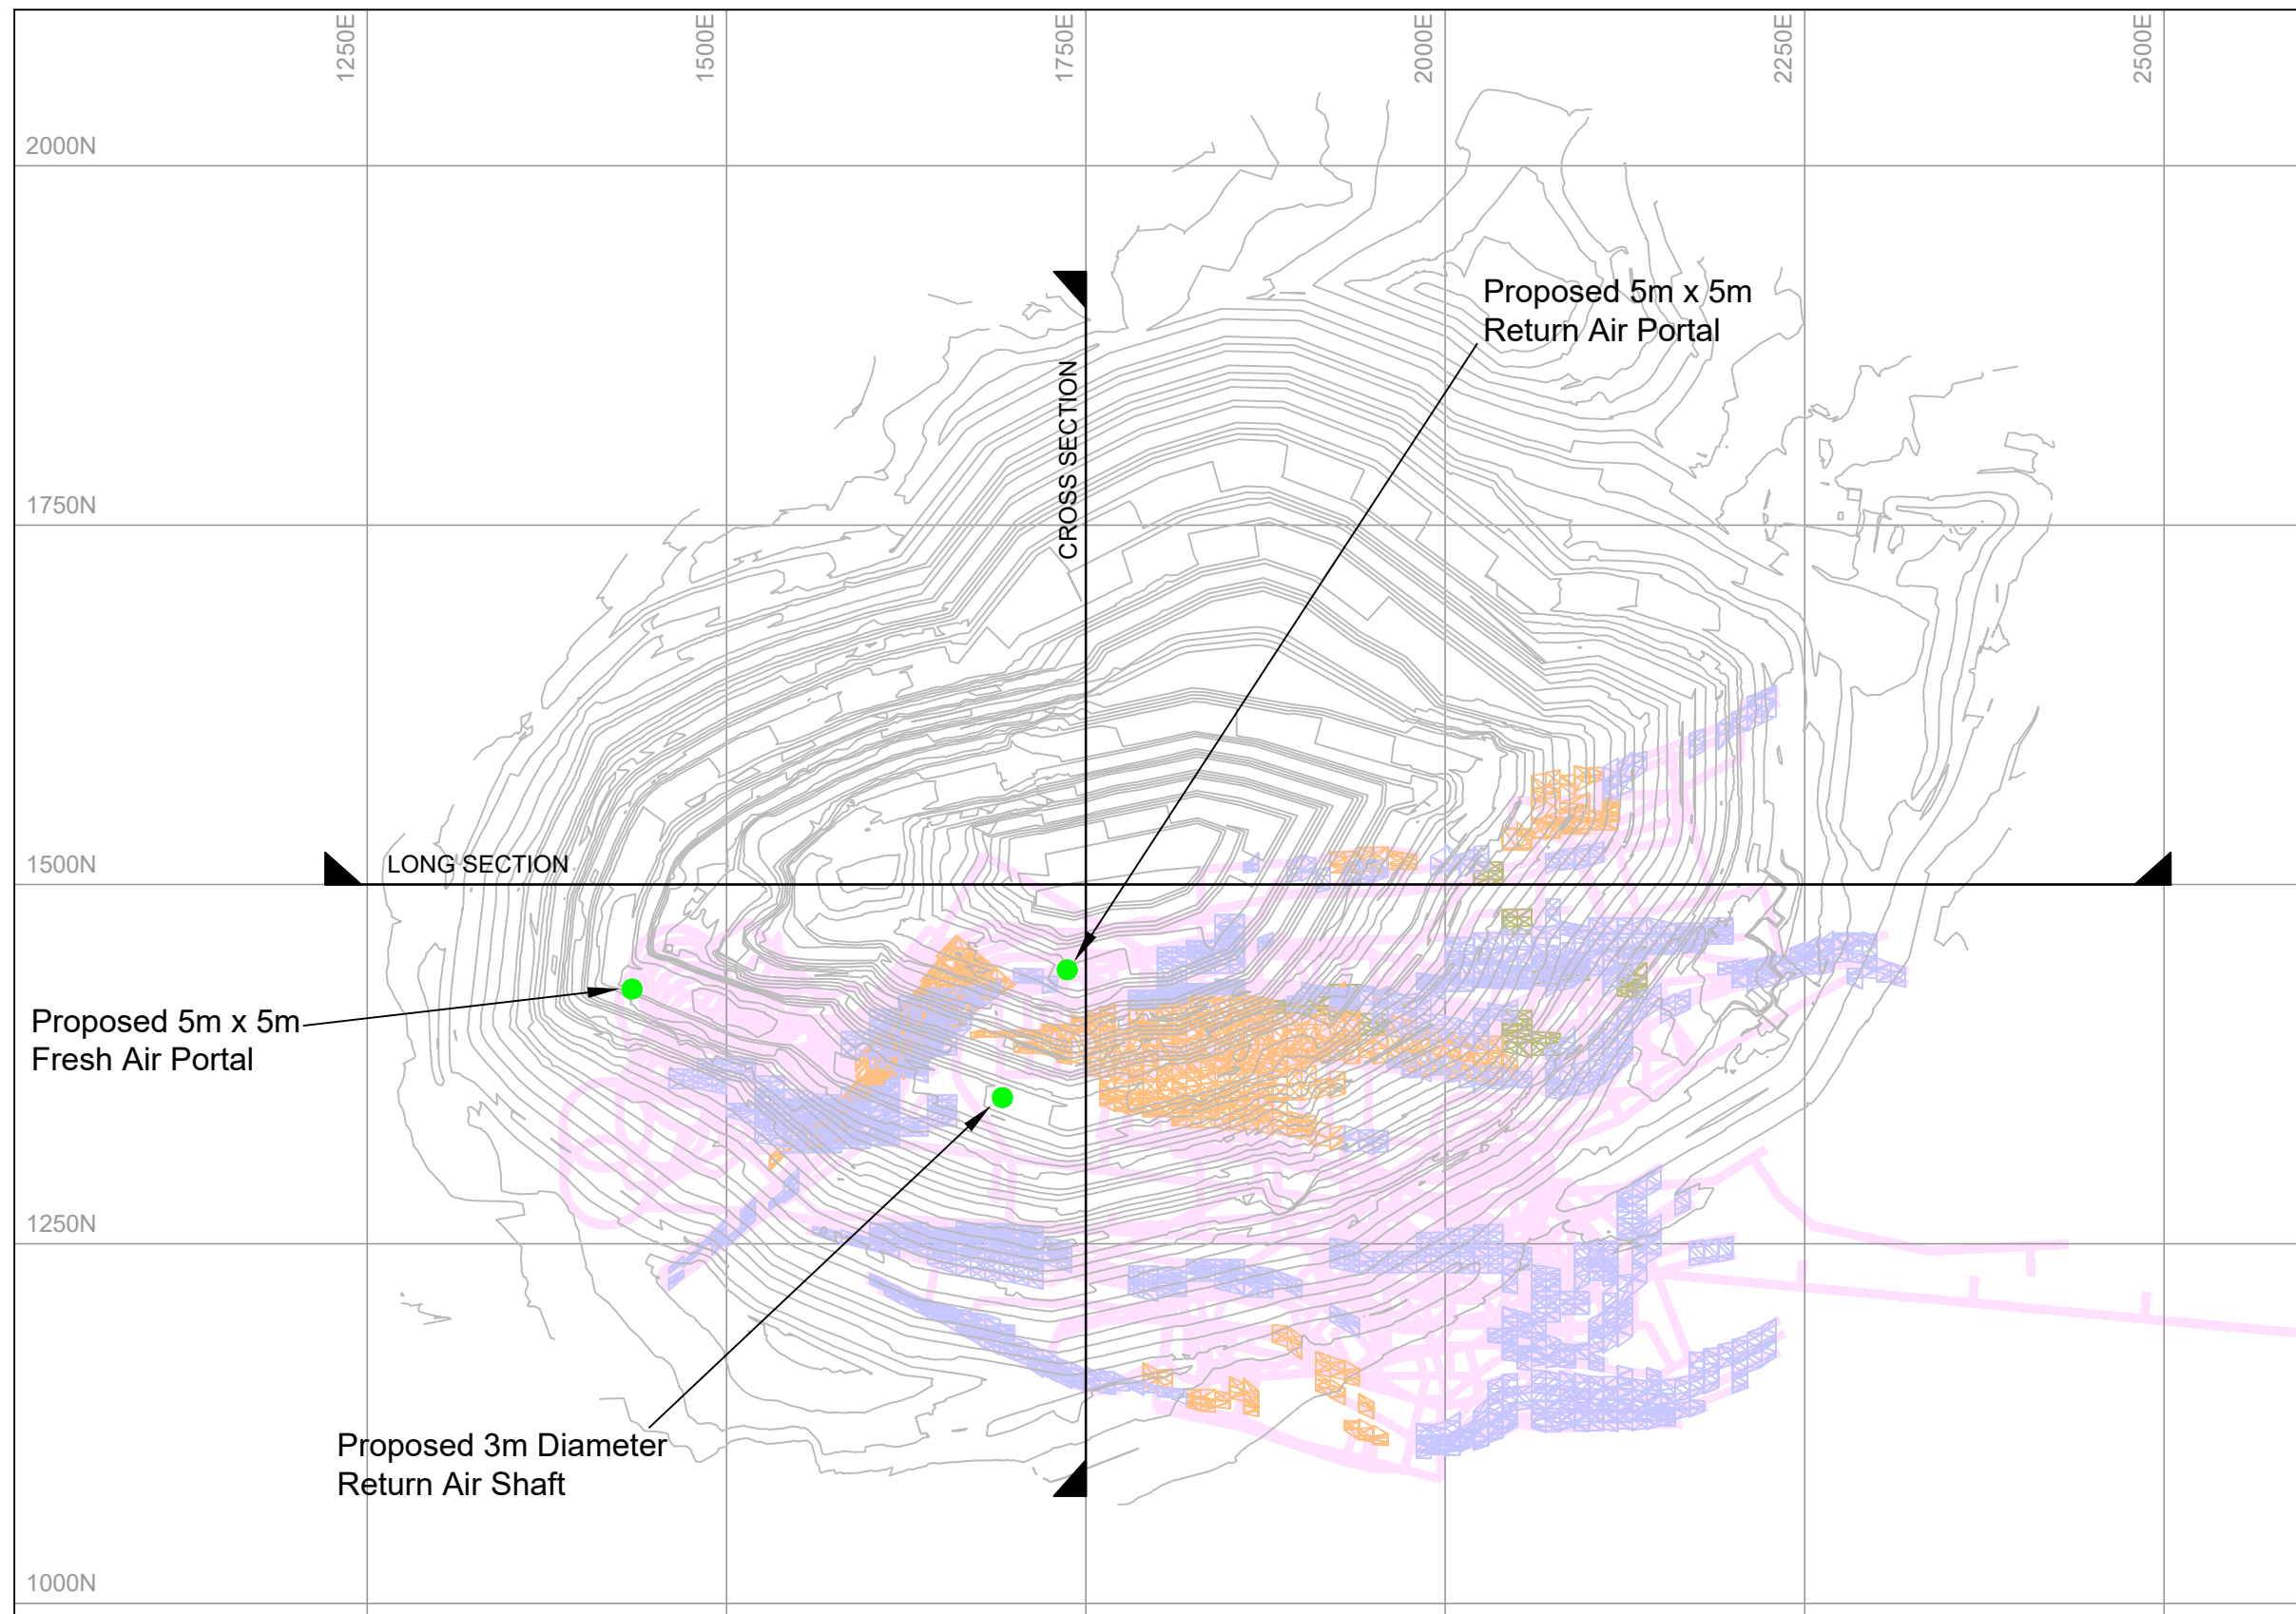 1250E
1500E
1750E
2000E
2250E
2500E
2000N
Proposed 5m x 5m
Return Air Portal
CROSS SECTION
1750N
1500N
LONG SECTION
Proposed 5m x 5m
Fresh Air Portal
1250N
Proposed 3m Diameter
Return Air Shaft
1000N